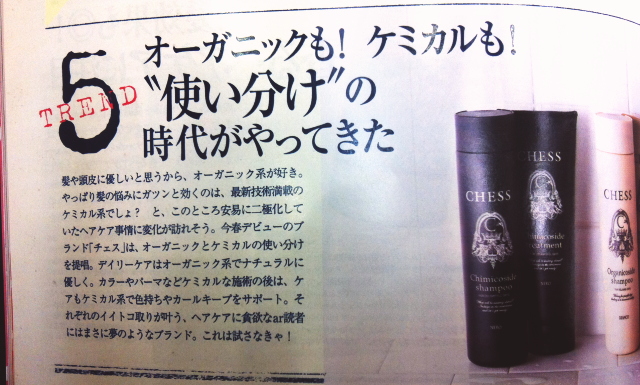 5
TREND
オーガニックも! ケミカルも!
"使い分け"の
時代がやってきた
髪や頭皮に優しいと思うから、オーガニック系が好き。
やっぱり髪の悩みにガツンと効くのは、最新技術満載の
ケミカル系でしょ? と、このところ安易に二極化して
いたヘアケア事情に変化が訪れそう。今春デビューのブ
ランド「チェス」は、オーガニックとケミカルの使い分け
を提唱。デイリーケアはオーガニック系でナチュラルに
優しく。カラーやパーマなどケミカルな施術の後は、ケ
アもケミカル系で色持ちやカールキープをサポート。そ
れぞれのイイトコ取りが叶う、ヘアケアに貪欲なar読者
にはまさに夢のようなブランド。これは試さなきゃ!
CHESS
Chimicoside
shampoo
CHESS
Chimicoside
treatment
CHESS
Organicoside
shampoo